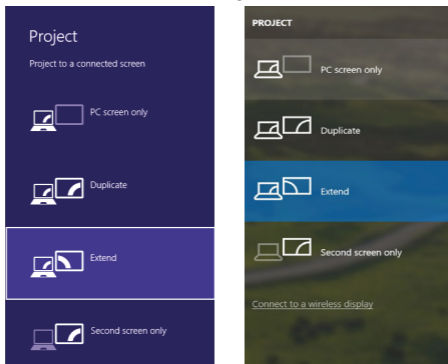 Project
Project to a connected screen
PC screen only
Duplicate
Extend
Second screen only
PROJECT
PC screen only
Duplicate
Extend
Second screen only
Connect to a wireless display